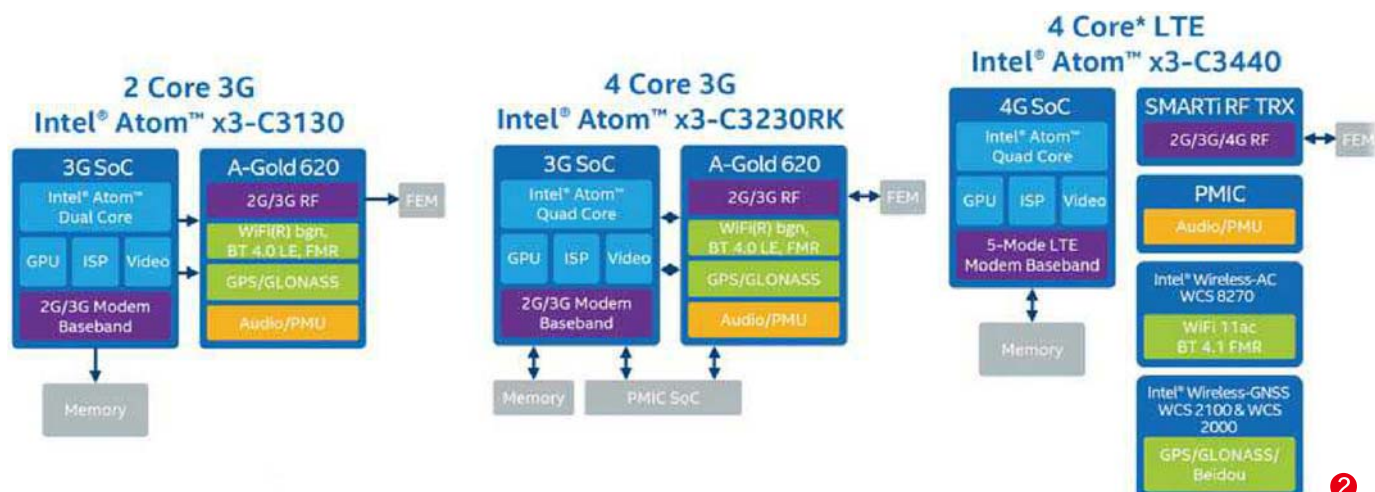 2 Core 3G
Intel® Atom™ x3-C3130
3G SoC
Intel® Atom™
Dual Core
GPU
ISP
Video
2G/3G Modem
Baseband
A-Gold 620
2G/3G RF
WiFi(R) bgn,
BT 4.0 LE, FMR
GPS/GLONASS
Audio/PMU
FEM
Memory
4 Core 3G
Intel® Atom™ x3-C3230RK
3G SoC
Intel® Atom™
Quad Core
GPU
ISP
Video
2G/3G Modem
Baseband
A-Gold 620
2G/3G RF
WiFi(R) bgn,
BT 4.0 LE, FMR
GPS/GLONASS
Audio/PMU
FEM
Memory
PMIC SoC
4 Core* LTE
Intel® Atom™ x3-C3440
4G SoC
Intel® Atom™
Quad Core
GPU
ISP
Video
5-Mode LTE
Modem Baseband
Memory
SMARTi RF TRX
2G/3G/4G RF
FEM
PMIC
Audio/PMU
Intel® Wireless-AC
WCS 8270
WiFi 11ac
BT 4.1 FMR
Intel® Wireless-GNSS
WCS 2100 & WCS
2000
GPS/GLONASS/
Beidou
2